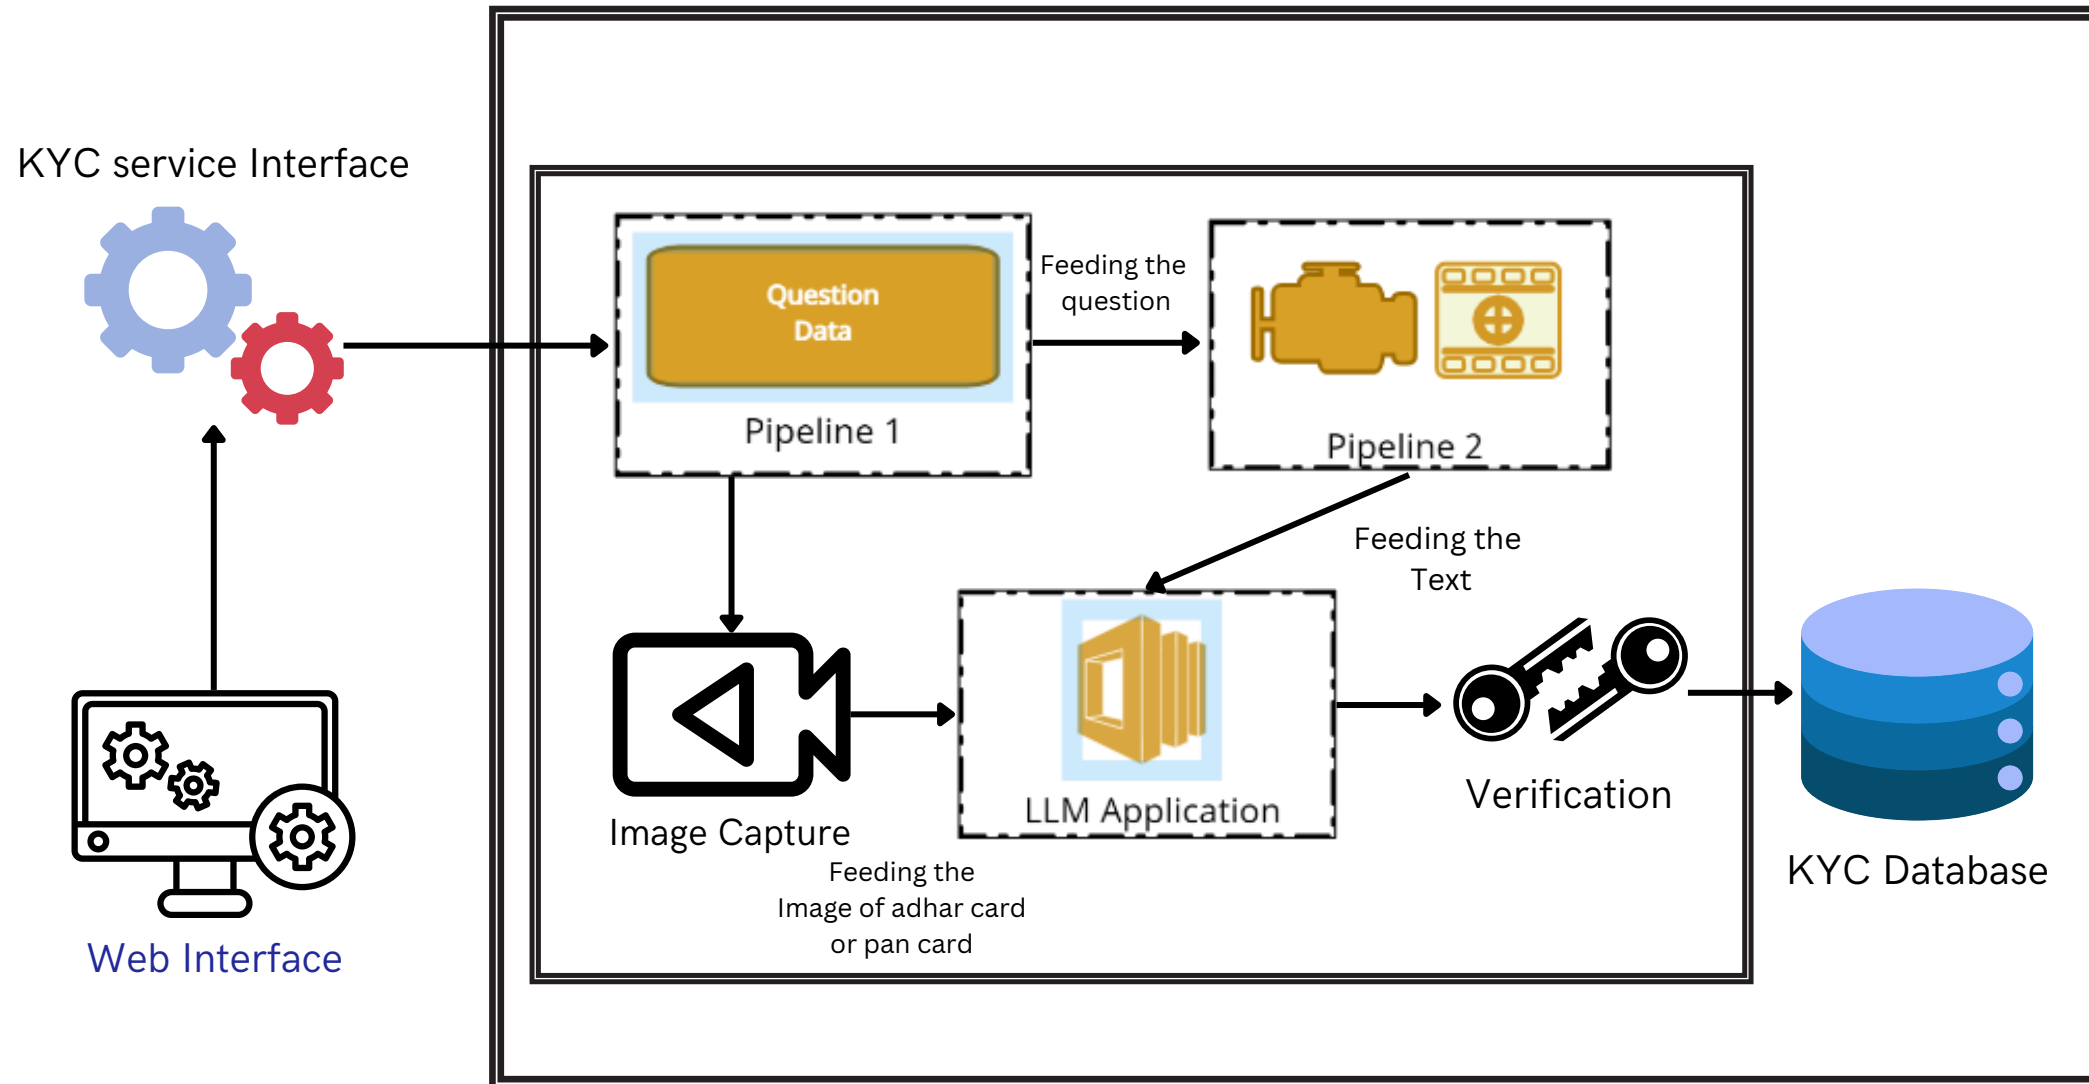 KYC service Interface
Question
Data
Pipeline 1
Feeding the
question
Pipeline 2
Feeding the
Text
Image Capture
Feeding the
Image of adhar card
or pan card
LLM Application
Verification
KYC Database
Web Interface